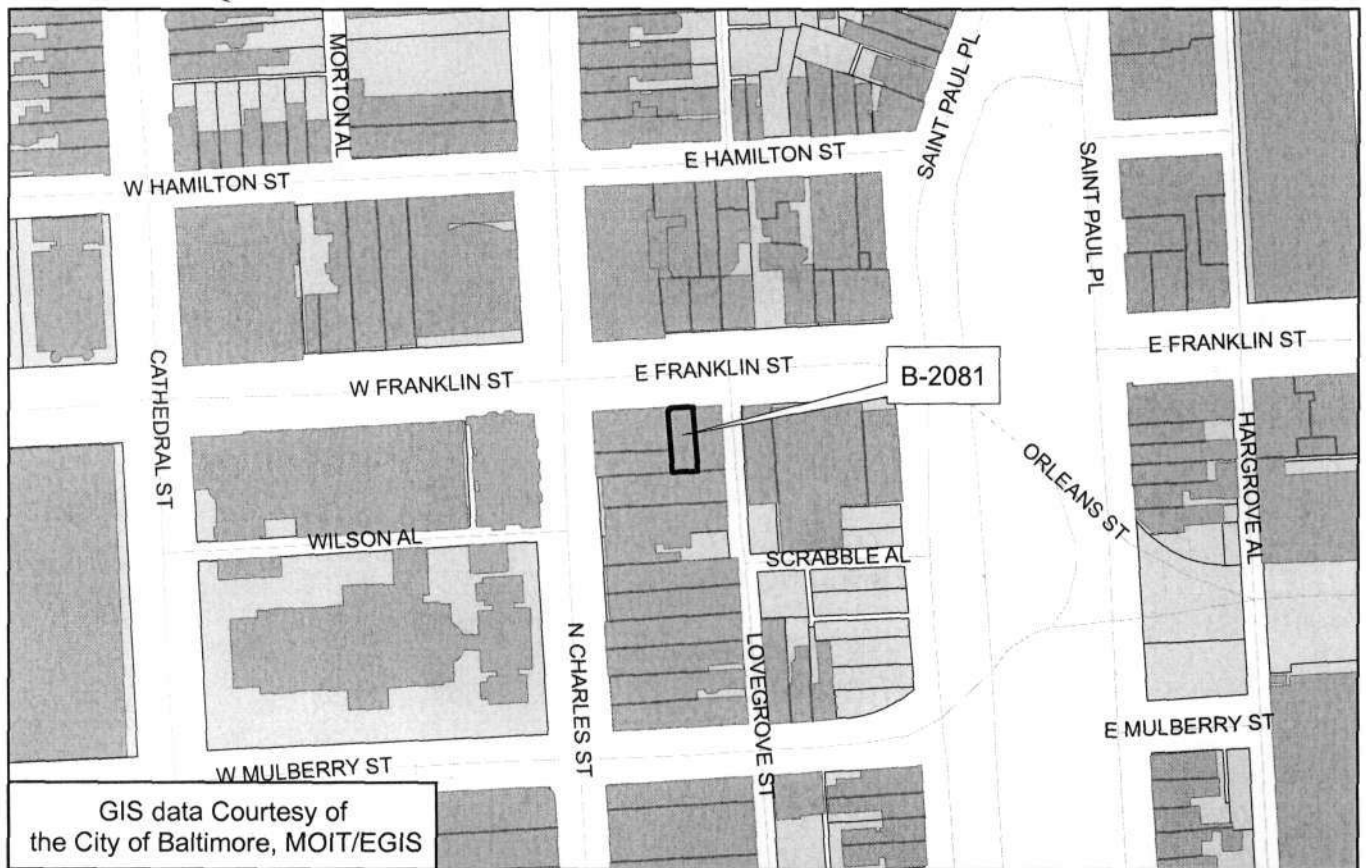 MORTON AL
SAINT PAUL PL
E HAMILTON ST
W HAMILTON ST
SAINT PAUL PL
CATHEDRAL ST
W FRANKLIN ST
E FRANKLIN ST
B-2081
E FRANKLIN ST
HARGROVE AL
ORLEANS ST
WILSON AL
SCRABBLE AL
N CHARLES ST
LOVEGROVE ST
E MULBERRY ST
W MULBERRY ST
GIS data Courtesy of
the City of Baltimore, MOIT/EGIS